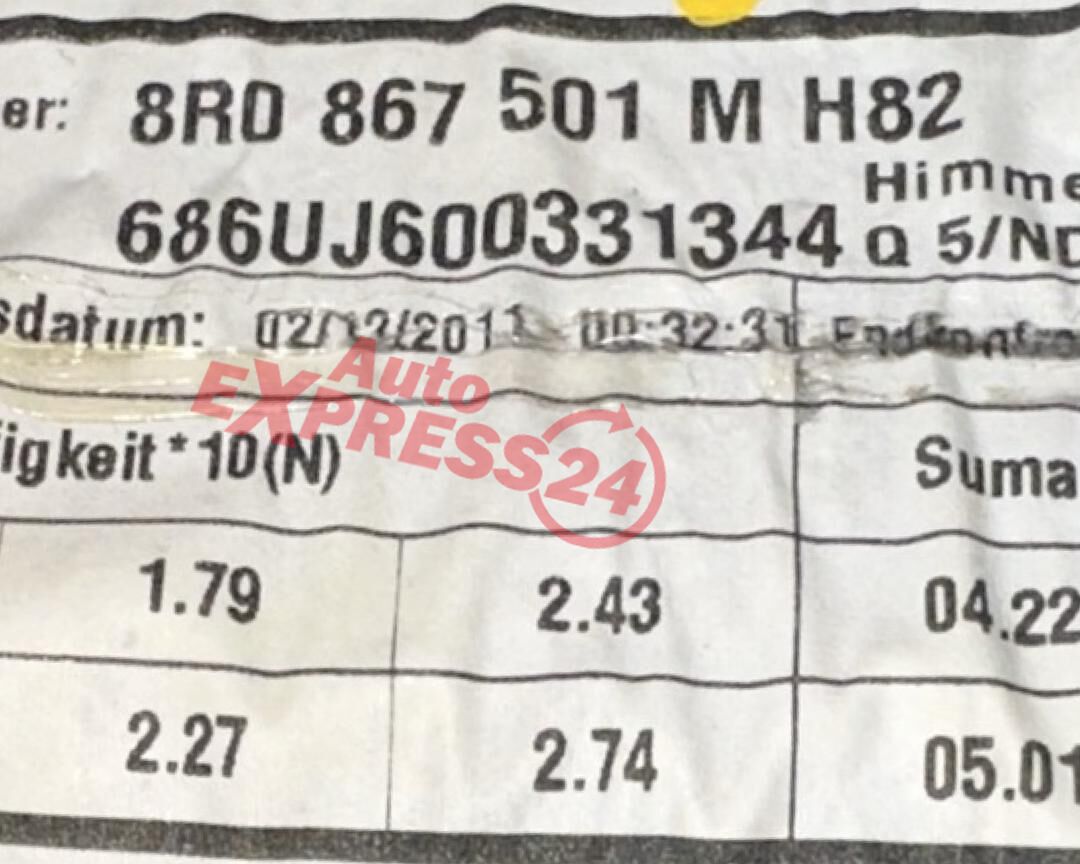 er: 8R0 867 501 M H82
Himme
686UJ600331344 Q 5/ND
sdatum: 02/12/2011 00:32:31
Auto
EXPRESS24
igkeit*10(N) Suma
1.79 2.43 04.22
2.27 2.74 05.01